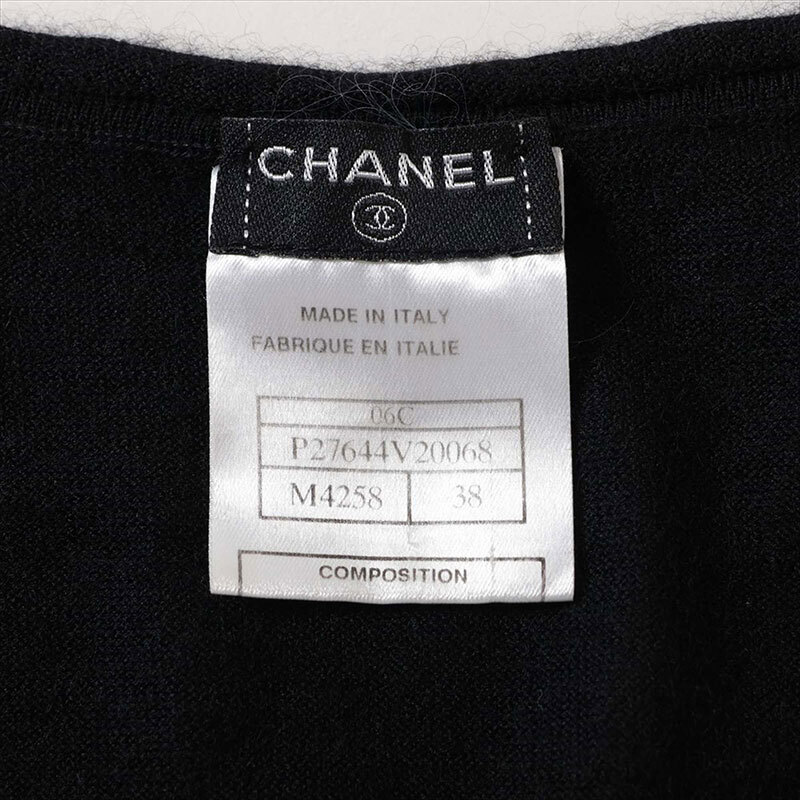 CHANEL
MADE IN ITALY
FABRIQUE EN ITALIE
06C
P27644V20068
M4258 38
COMPOSITION